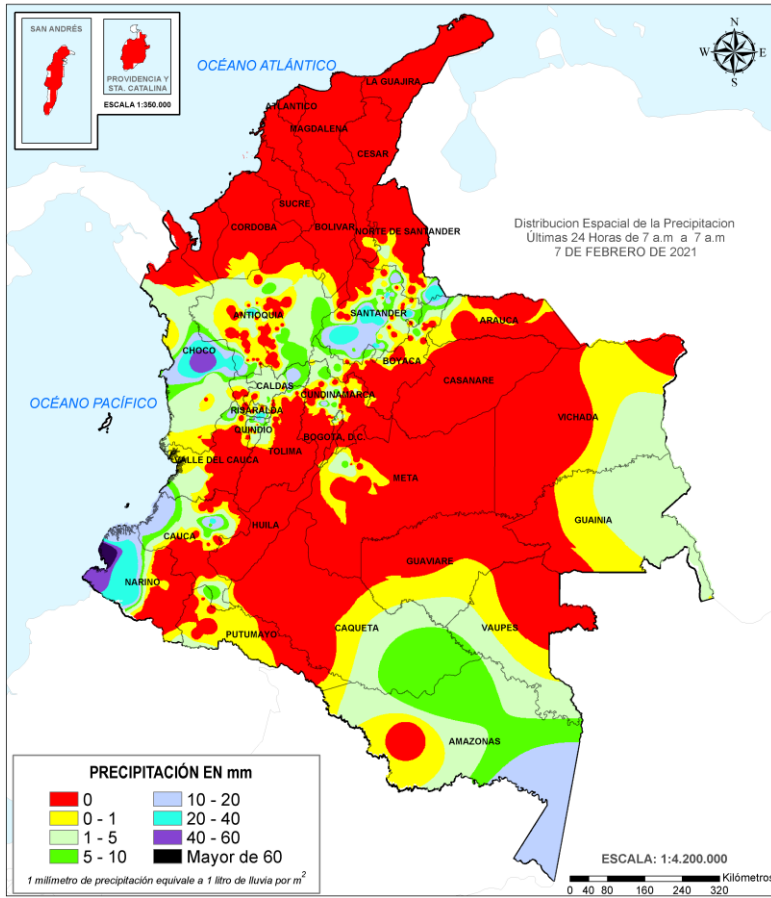 SAN ANDRÉS
PROVIDENCIA Y
STA. CATALINA
ESCALA 1:350.000
N
W
E
S
OCÉANO ATLÁNTICO
LA GUAJIRA
ATLANTICO
MAGDALENA
CESAR
SUCRE
CORDOBA
BOLIVAR
NORTE DE SANTANDER
Distribucion Espacial de la Precipitacion
Últimas 24 Horas de 7 a.m a 7 a.m
7 DE FEBRERO DE 2021
ANTIOQUIA
SANTANDER
ARAUCA
CHOCO
BOYACA
CASANARE
CALDAS
CUNDINAMARCA
OCÉANO PACÍFICO
RISARALDA
VICHADA
QUINDIO
BOGOTA, D.C.
TOLIMA
VALLE DEL CAUCA
META
GUAINIA
HUILA
CAUCA
GUAVIARE
NARIÑO
CAQUETA
VAUPES
PUTUMAYO
AMAZONAS
PRECIPITACIÓN EN mm
0
10 - 20
0 - 1
20 - 40
1 - 5
40 - 60
5 - 10
Mayor de 60
1 milímetro de precipitación equivale a 1 litro de lluvia por m²
ESCALA: 1:4.200.000
Kilómetros
0 40 80 160 240 320